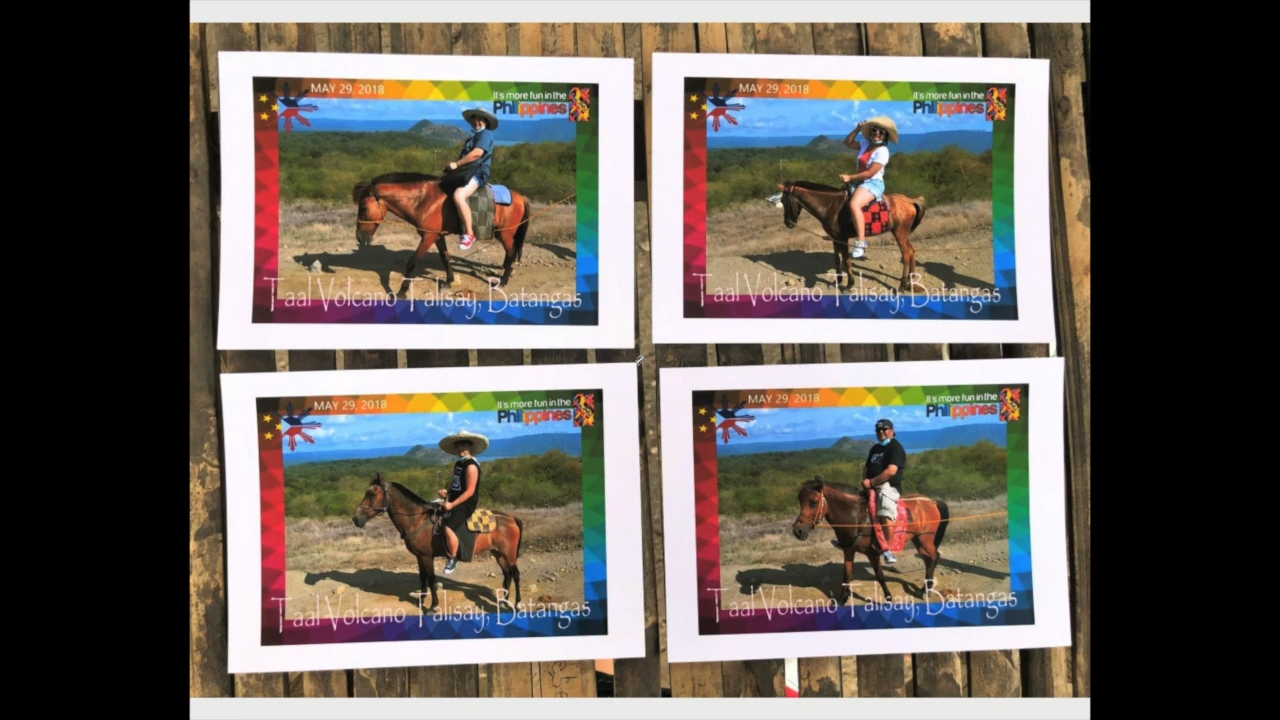 MAY 29, 2018
It's more fun in the
Philippines
Taal Volcano Talisay, Batangas
MAY 29, 2018
It's more fun in the
Philippines
Taal Volcano Talisay, Batangas
MAY 29, 2018
It's more fun in the
Philippines
Taal Volcano Talisay, Batangas
MAY 29, 2018
It's more fun in the
Philippines
Taal Volcano Talisay, Batangas